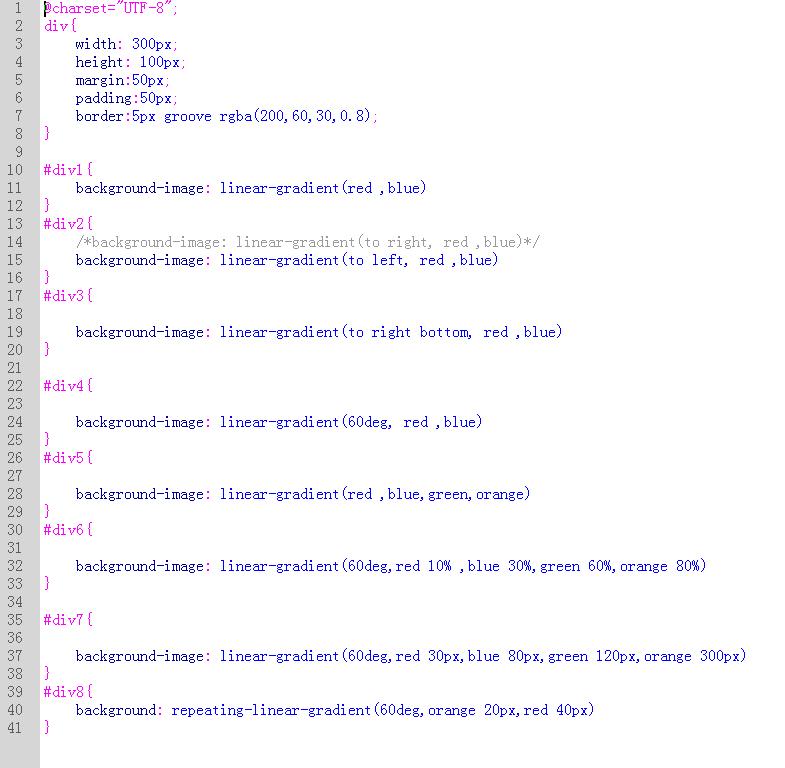 1 @charset="UTF-8";
2 div{
3 width: 300px;
4 height: 100px;
5 margin:50px;
6 padding:50px;
7 border:5px groove rgba(200,60,30,0.8);
8 }
9
10 #div1{
11 background-image: linear-gradient(red ,blue)
12 }
13 #div2{
14 /*background-image: linear-gradient(to right, red ,blue)*/
15 background-image: linear-gradient(to left, red ,blue)
16 }
17 #div3{
18
19 background-image: linear-gradient(to right bottom, red ,blue)
20 }
21
22 #div4{
23
24 background-image: linear-gradient(60deg, red ,blue)
25 }
26 #div5{
27
28 background-image: linear-gradient(red ,blue,green,orange)
29 }
30 #div6{
31
32 background-image: linear-gradient(60deg,red 10% ,blue 30%,green 60%,orange 80%)
33 }
34
35 #div7{
36
37 background-image: linear-gradient(60deg,red 30px,blue 80px,green 120px,orange 300px)
38 }
39 #div8{
40 background: repeating-linear-gradient(60deg,orange 20px,red 40px)
41 }